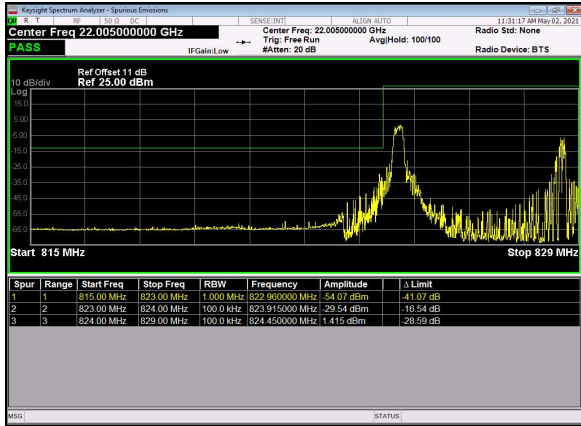 Keysight Spectrum Analyzer - Spurious Emissions
R T RF 50 Ω DC SENSE:INT ALIGN AUTO 11:31:17 AM May 02, 2021
Center Freq 22.005000000 GHz Center Freq: 22.005000000 GHz Radio Std: None
Trig: Free Run Avg|Hold: 100/100
PASS IFGain:Low #Atten: 20 dB Radio Device: BTS
Ref Offset 11 dB
10 dB/div Ref 25.00 dBm
Log
15.0
5.00
-5.00
-15.0
-25.0
-35.0
-45.0
-55.0
-65.0
Start 815 MHz Stop 829 MHz
Spur Range Start Freq Stop Freq RBW Frequency Amplitude Δ Limit
1 1 815.00 MHz 823.00 MHz 1.000 MHz 822.960000 MHz -54.07 dBm -41.07 dB
2 2 823.00 MHz 824.00 MHz 100.0 kHz 823.915000 MHz -29.54 dBm -16.54 dB
3 3 824.00 MHz 829.00 MHz 100.0 kHz 824.450000 MHz 1.415 dBm -28.59 dB
MSG STATUS